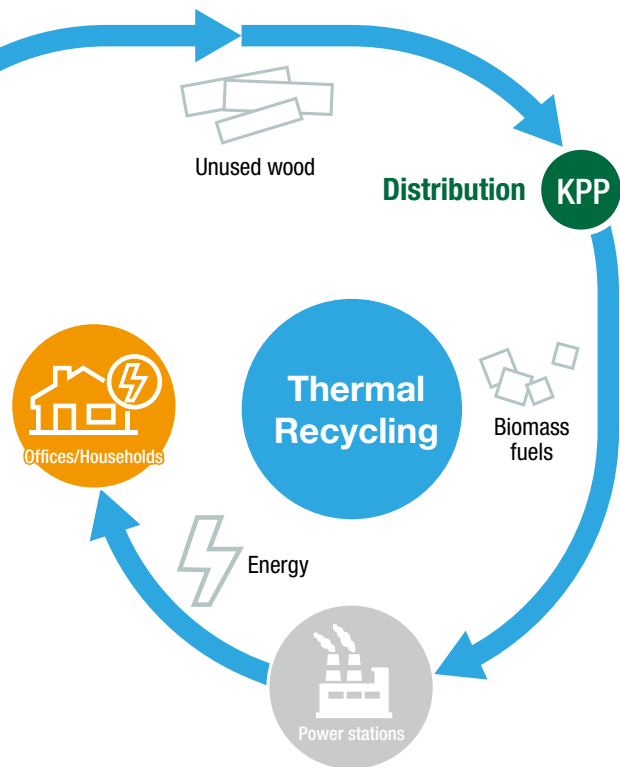 Unused wood
Distribution
KPP
Thermal
Recycling
Biomass
fuels
Offices/Households
Energy
Power stations